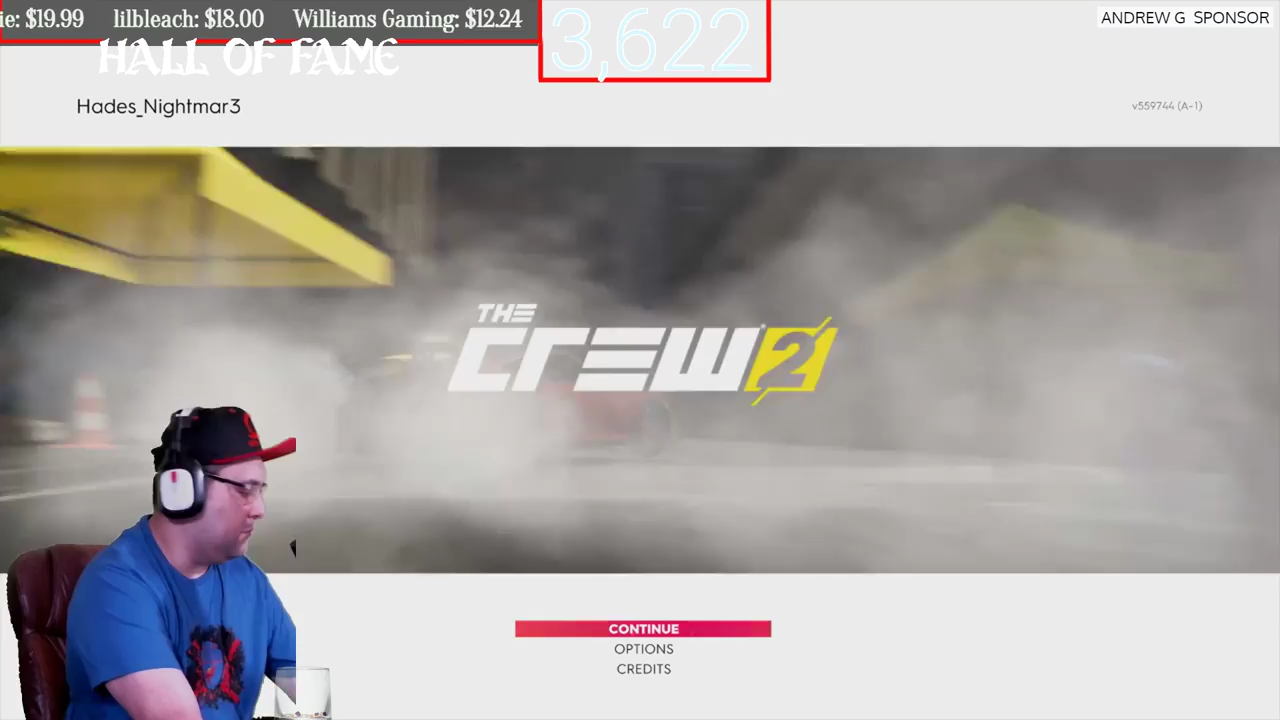 ie: $19.99 lilbleach: $18.00 Williams Gaming: $12.24
3,622
ANDREW G SPONSOR
HALL OF FAME
Hades_Nightmar3
v559744 (A-1)
THE
CREW 2
CONTINUE
OPTIONS
CREDITS